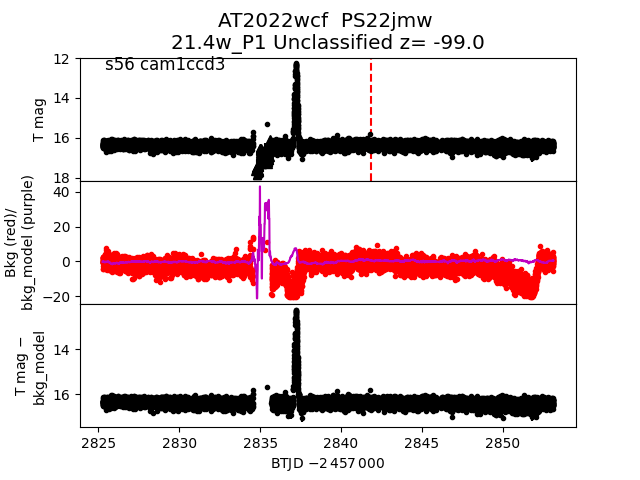 AT2022wcf  PS22jmw
21.4w_P1 Unclassified z= -99.0
s56 cam1ccd3
12
14
16
18
T mag
40
20
0
−20
Bkg (red)/
bkg_model (purple)
14
16
T mag −
bkg_model
2825 2830 2835 2840 2845 2850
BTJD −2 457 000